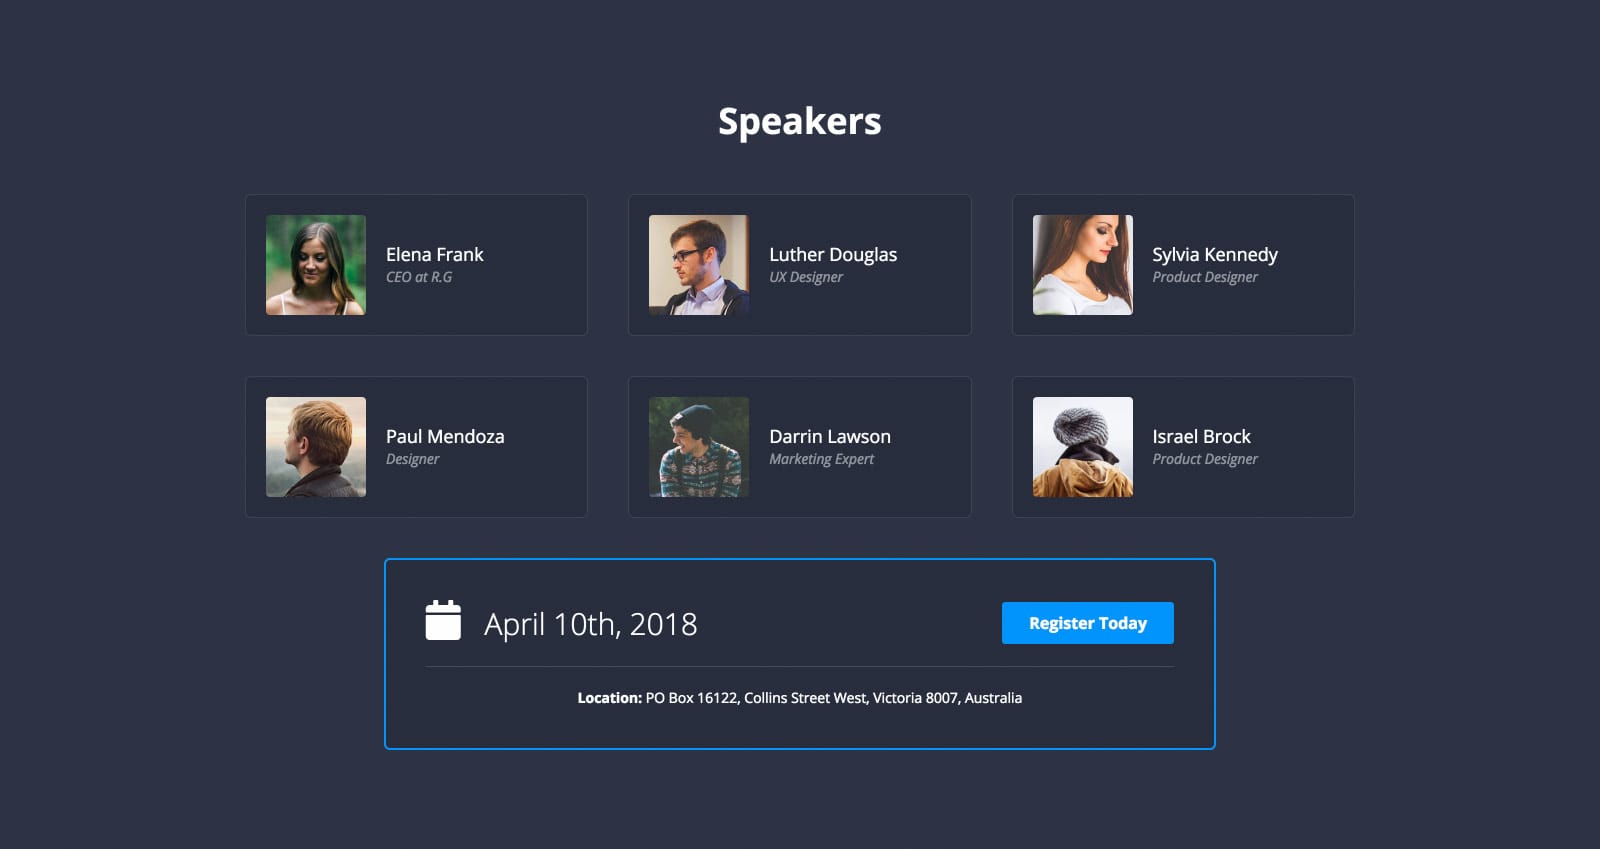 Speakers
Elena Frank
CEO at R.G
Luther Douglas
UX Designer
Sylvia Kennedy
Product Designer
Paul Mendoza
Designer
Darrin Lawson
Marketing Expert
Israel Brock
Product Designer
April 10th, 2018
Register Today
Location: PO Box 16122, Collins Street West, Victoria 8007, Australia